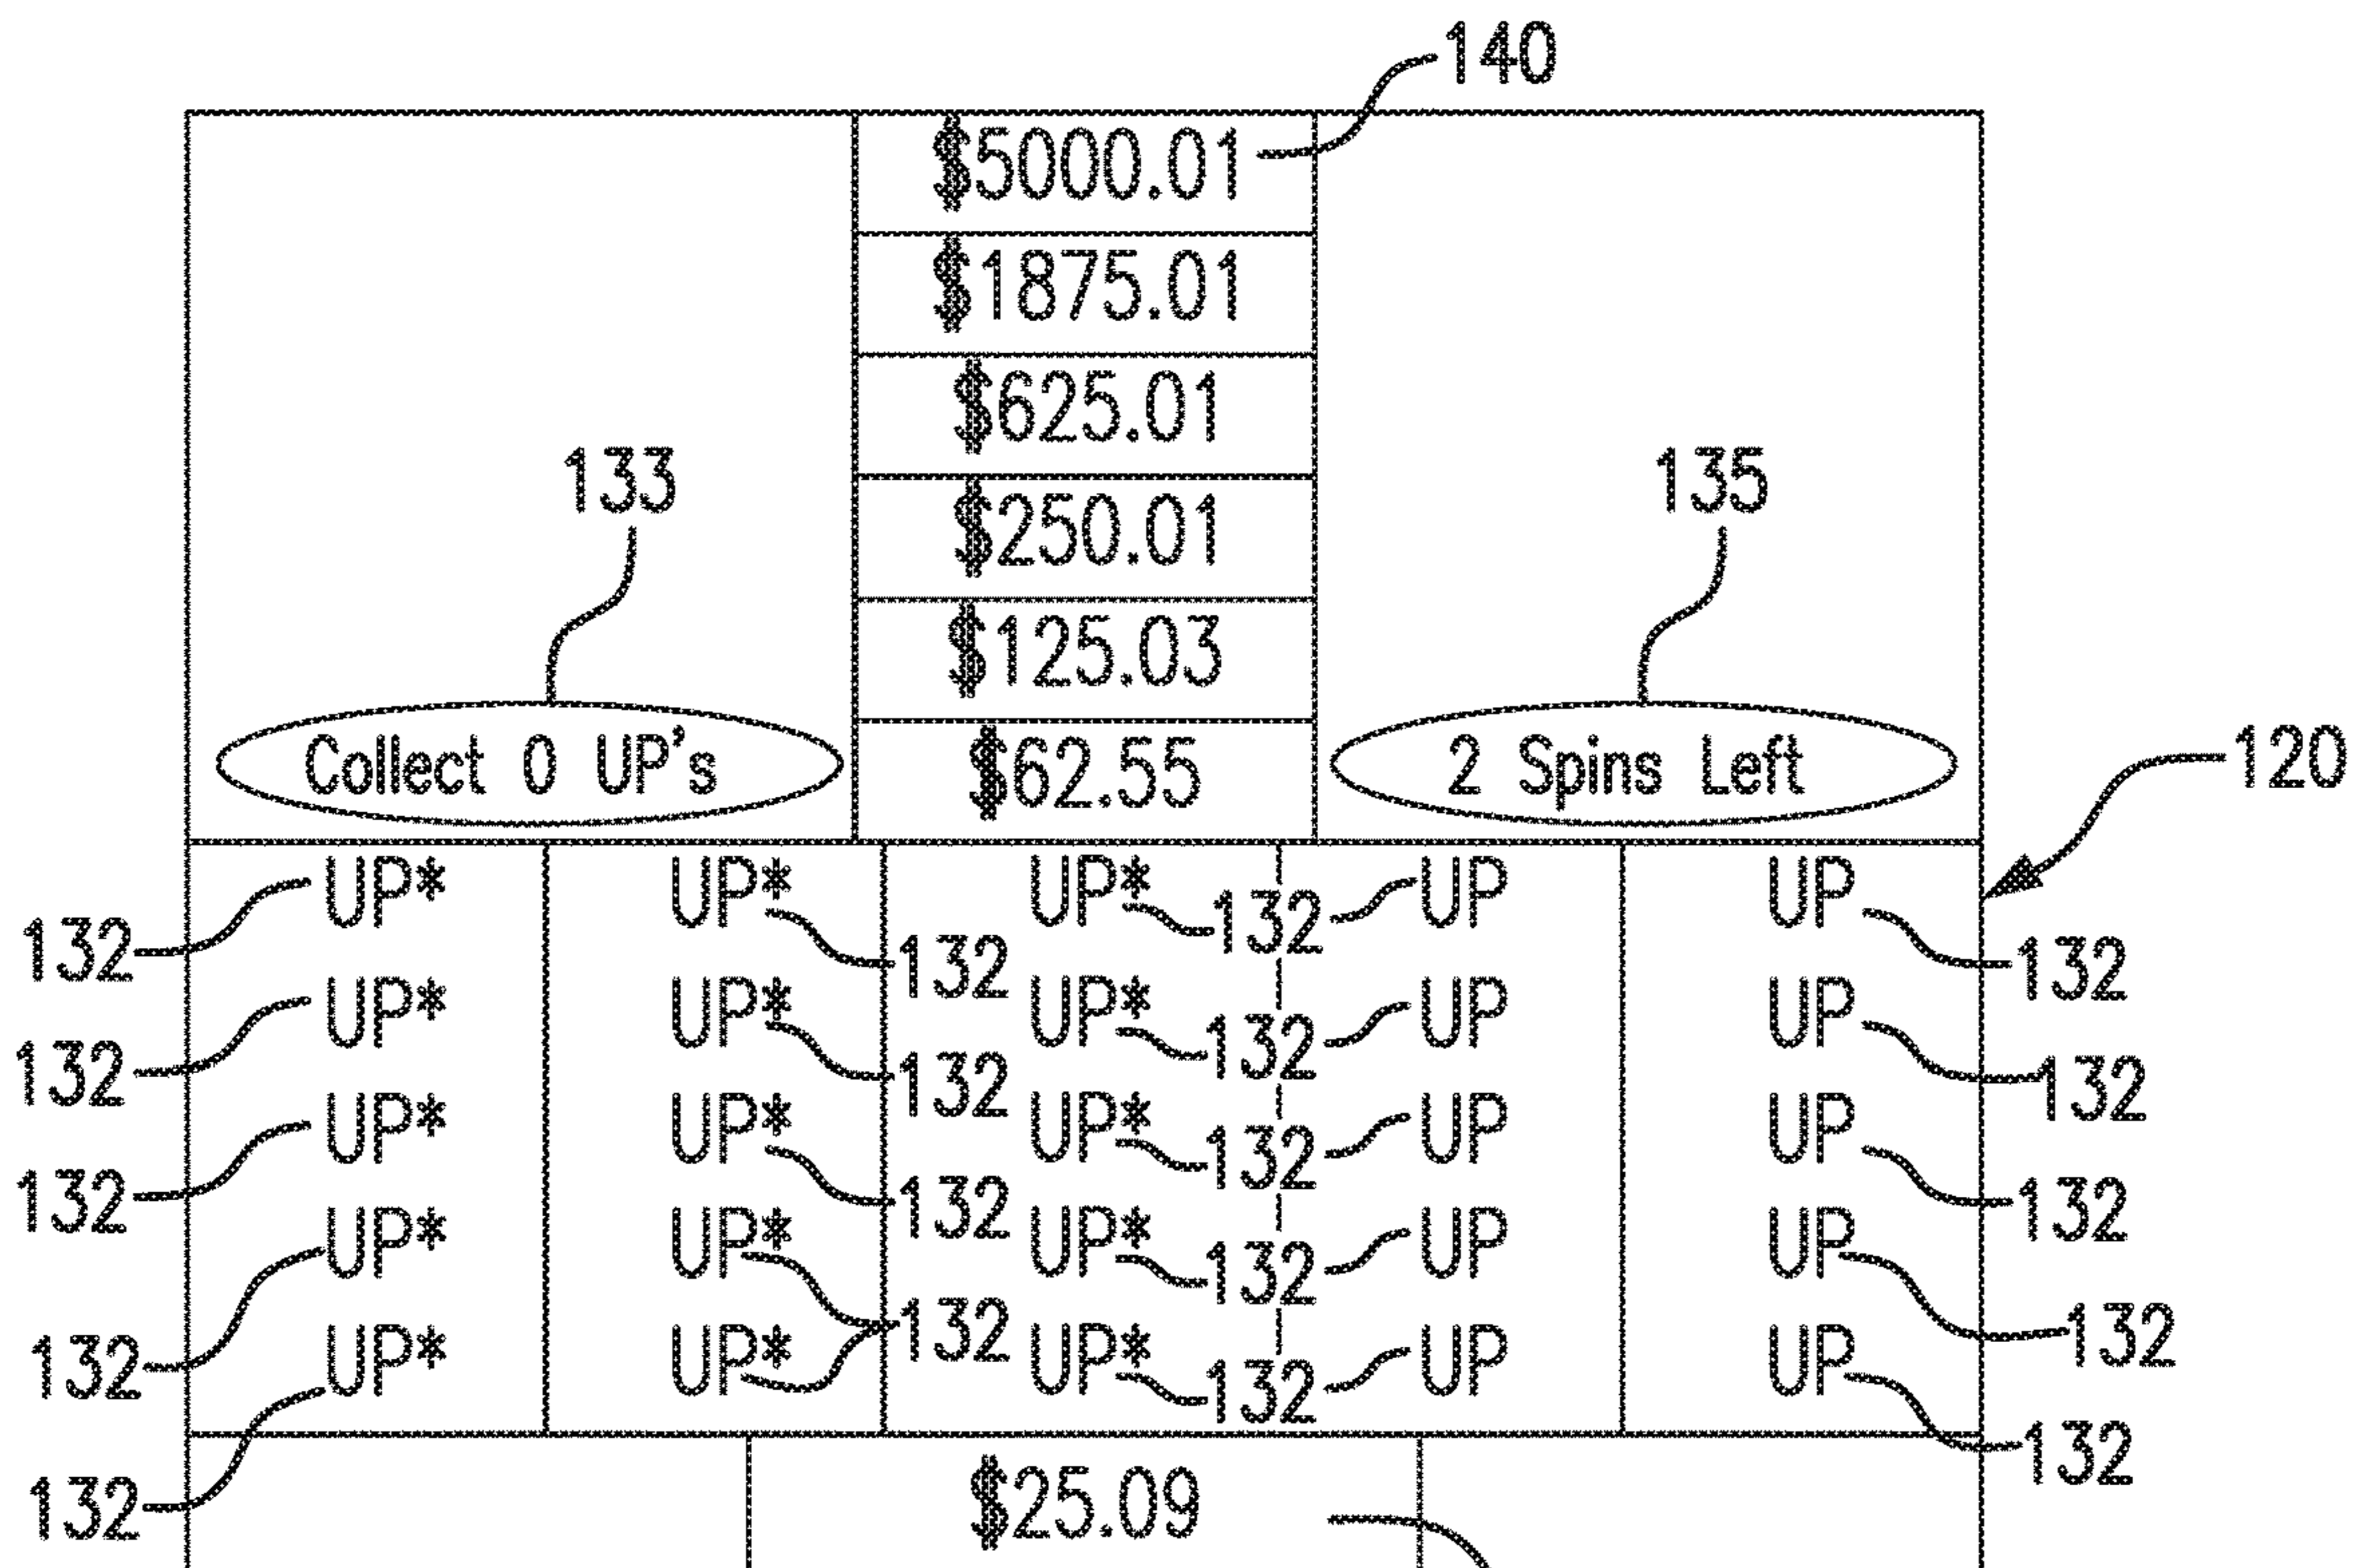 140
$5000.01
$1875.01
$625.01
133
135
$250.01
$125.03
Collect 0 UP's
$62.55
2 Spins Left
120
UP* UP* UP* 132 UP UP
132 132 132
UP* UP* UP* 132 UP UP
132 132 132
UP* UP* UP* 132 UP UP
132 132 132
UP* UP* UP* 132 UP UP
132 132 132
UP* UP* UP* 132 UP UP
132 132
$25.09